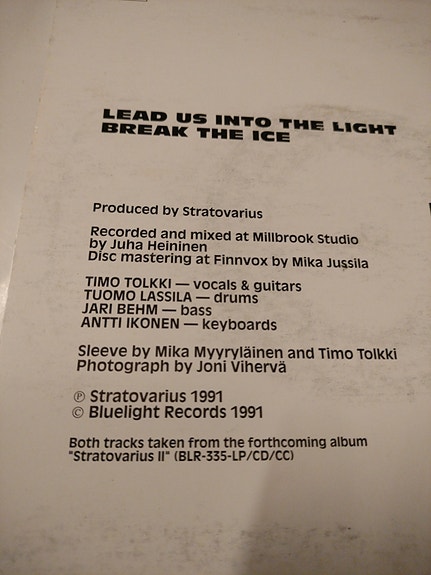 LEAD US INTO THE LIGHT
BREAK THE ICE
Produced by Stratovarius
Recorded and mixed at Millbrook Studio
by Juha Heininen
Disc mastering at Finnvox by Mika Jussila
TIMO TOLKKI — vocals & guitars
TUOMO LASSILA — drums
JARI BEHM — bass
ANTTI IKONEN — keyboards
Sleeve by Mika Myyryläinen and Timo Tolkki
Photograph by Joni Vihervä
℗ Stratovarius 1991
© Bluelight Records 1991
Both tracks taken from the forthcoming album
"Stratovarius II" (BLR-335-LP/CD/CC)